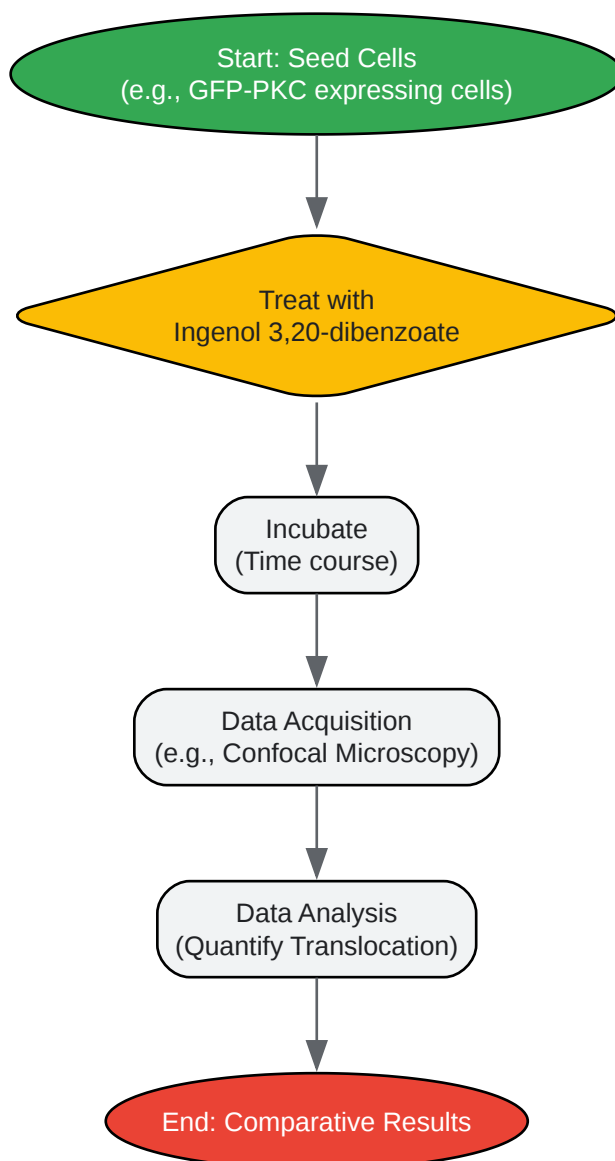 Start: Seed Cells
(e.g., GFP-PKC expressing cells)
Treat with
Ingenol 3,20-dibenzoate
Incubate
(Time course)
Data Acquisition
(e.g., Confocal Microscopy)
Data Analysis
(Quantify Translocation)
End: Comparative Results